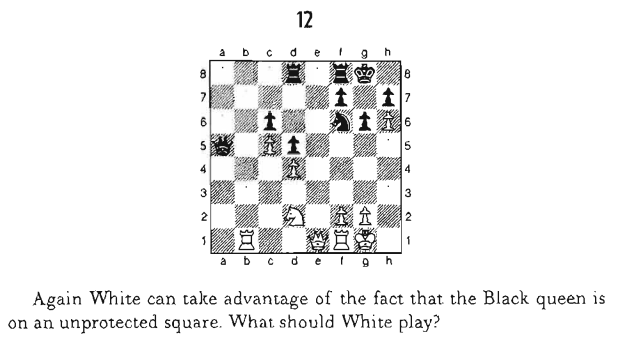 12
a b c d e f g h
8 8
7 7
6 6
5 5
4 4
3 3
2 2
1 1
a b c d e f g h
Again White can take advantage of the fact that the Black queen is
on an unprotected square. What should White play?